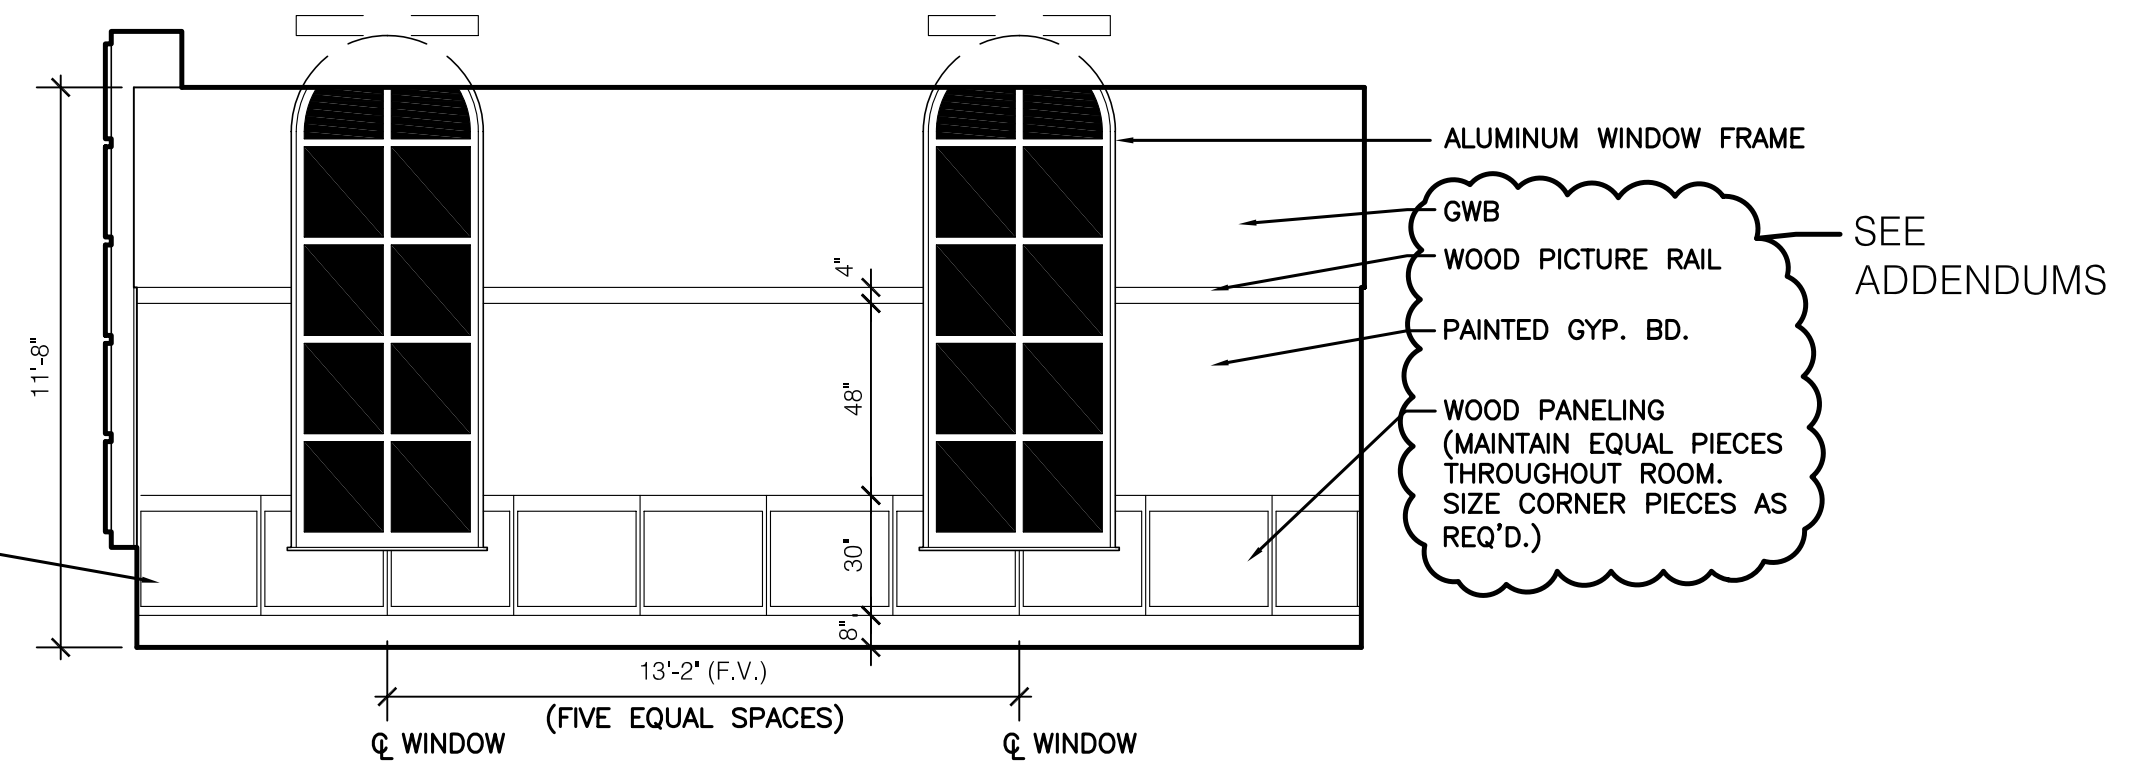 ALUMINUM WINDOW FRAME
GWB
WOOD PICTURE RAIL
PAINTED GYP. BD.
WOOD PANELING
(MAINTAIN EQUAL PIECES
THROUGHOUT ROOM.
SIZE CORNER PIECES AS
REQ'D.)
SEE
ADDENDUMS
11'-8"
4"
48"
30"
8"
13'-2" (F.V.)
(FIVE EQUAL SPACES)
℄ WINDOW
℄ WINDOW